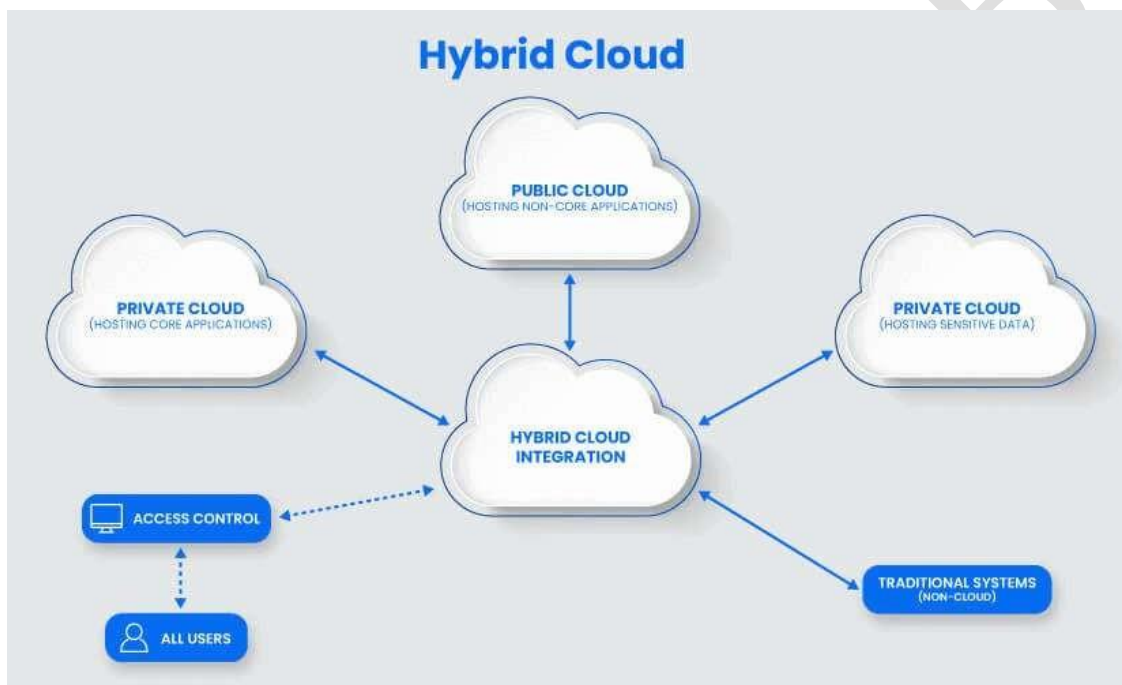 Hybrid Cloud
PUBLIC CLOUD
(HOSTING NON-CORE APPLICATIONS)
PRIVATE CLOUD
(HOSTING CORE APPLICATIONS)
PRIVATE CLOUD
(HOSTING SENSITIVE DATA)
HYBRID CLOUD
INTEGRATION
ACCESS CONTROL
TRADITIONAL SYSTEMS
(NON-CLOUD)
ALL USERS